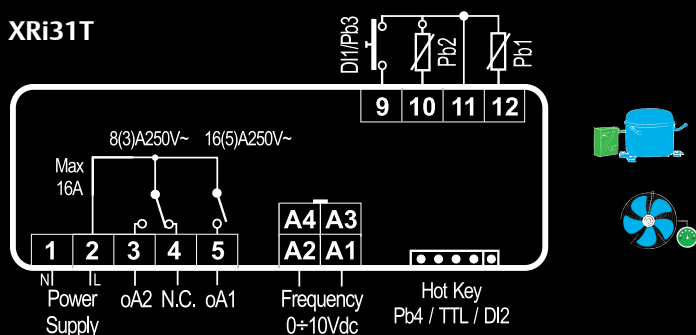 XRi31T
DI1/Pb3
Pb2
Pb1
9 10 11 12
8(3)A250V~ 16(5)A250V~
Max
16A
A4 A3
A2 A1
1 2 3 4 5
N L
Power
Supply
oA2 N.C. oA1
Frequency
0÷10Vdc
Hot Key
Pb4 / TTL / DI2